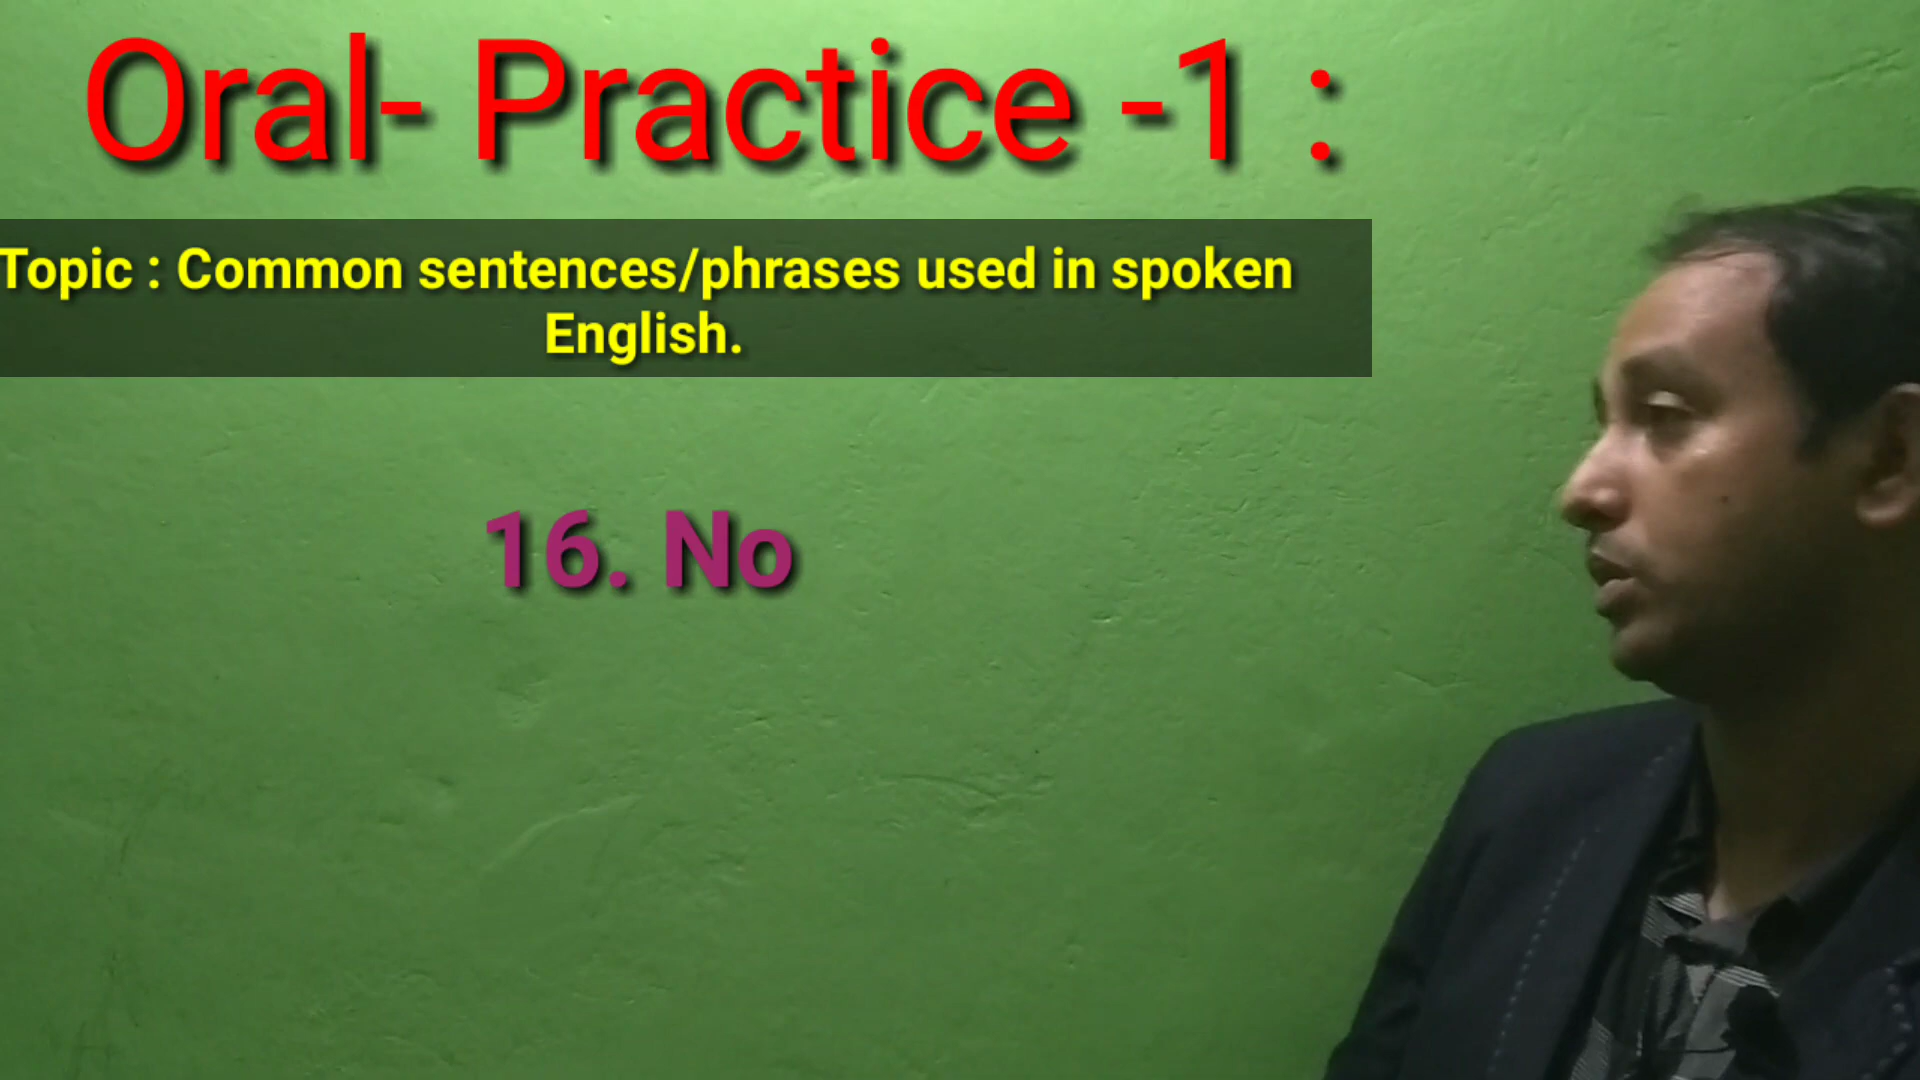 Oral- Practice -1 :
Topic : Common sentences/phrases used in spoken
English.
16. No